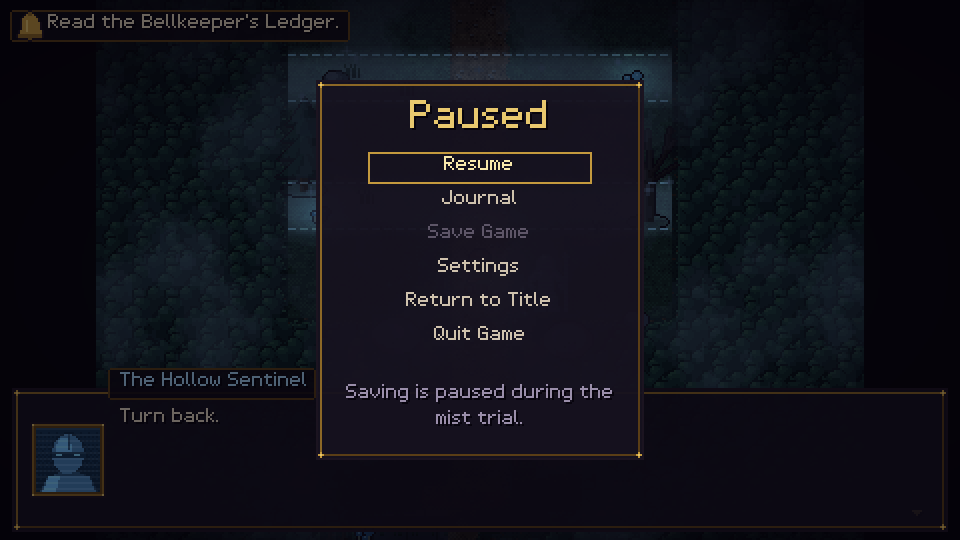 Read the Bellkeeper's Ledger.
Paused
Resume
Journal
Save Game
Settings
Return to Title
Quit Game
Saving is paused during the
mist trial.
The Hollow Sentinel
Turn back.